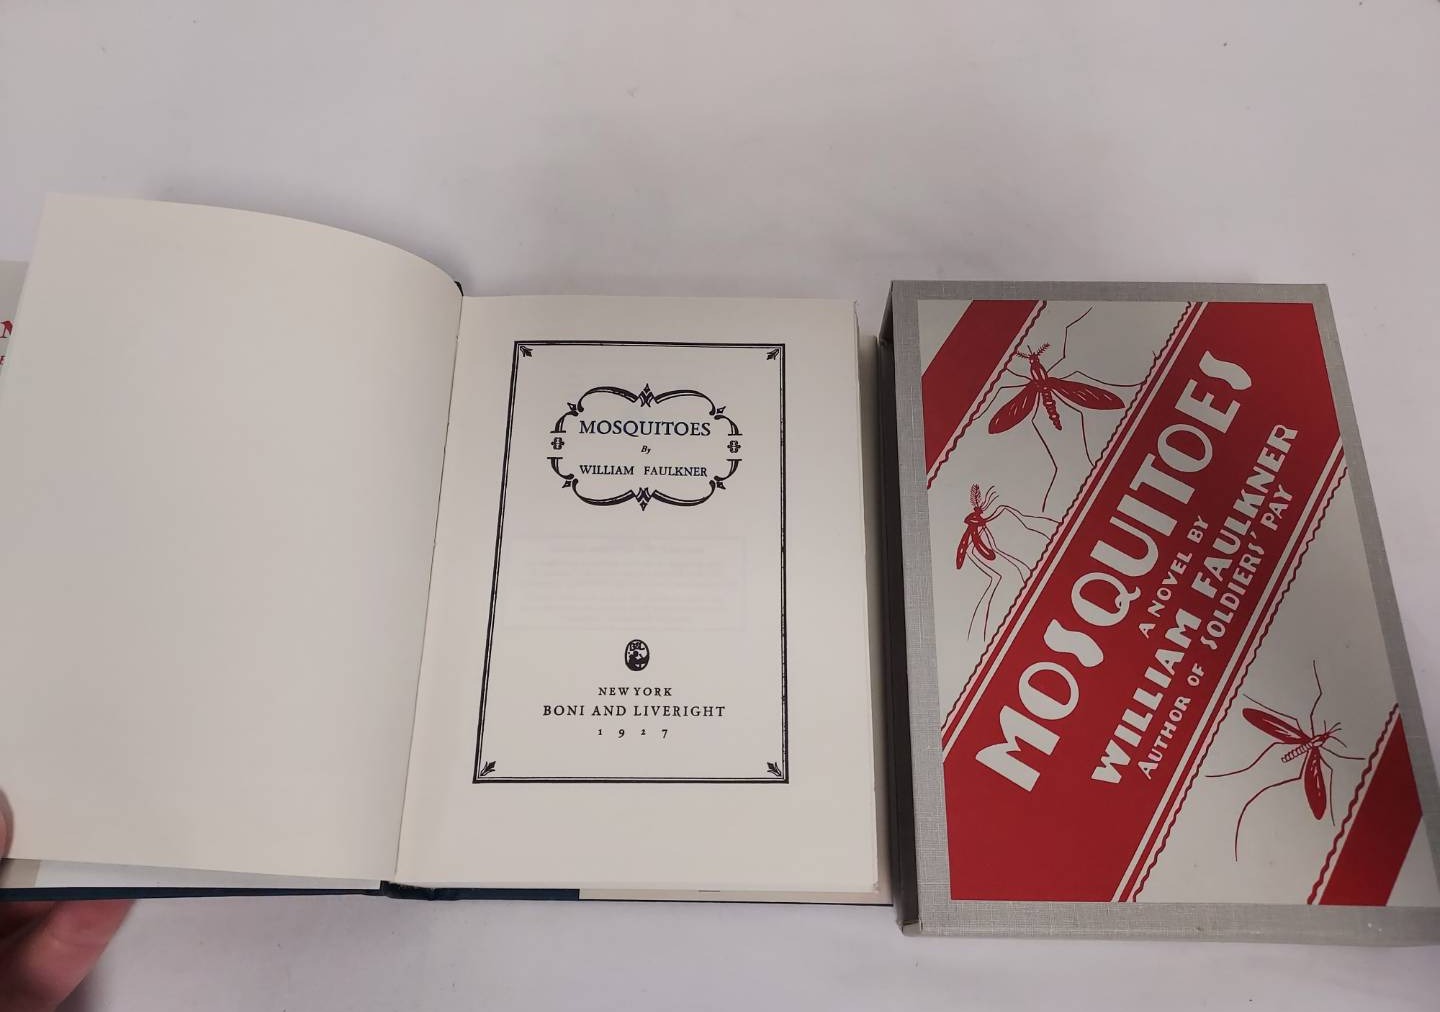 MOSQUITOES
By
WILLIAM FAULKNER
NEW YORK
BONI AND LIVERIGHT
1927
MOSQUITOES
A NOVEL BY
WILLIAM FAULKNER
AUTHOR OF SOLDIERS' PAY